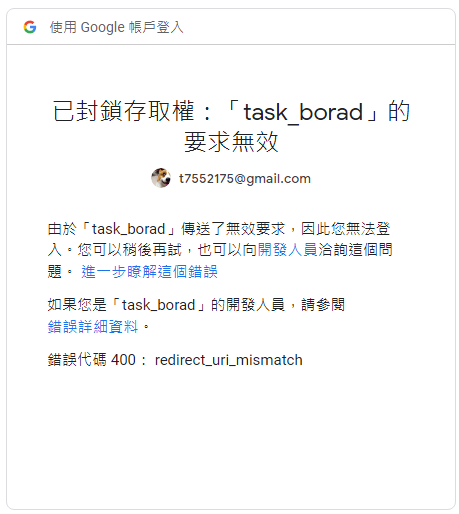 使用 Google 帳戶登入
已封鎖存取權：「task_borad」的
要求無效
t7552175@gmail.com
由於「task_borad」傳送了無效要求，因此您無法登
入。您可以稍後再試，也可以向開發人員洽詢這個問
題。 進一步瞭解這個錯誤
如果您是「task_borad」的開發人員，請參閱
錯誤詳細資料。
錯誤代碼 400： redirect_uri_mismatch